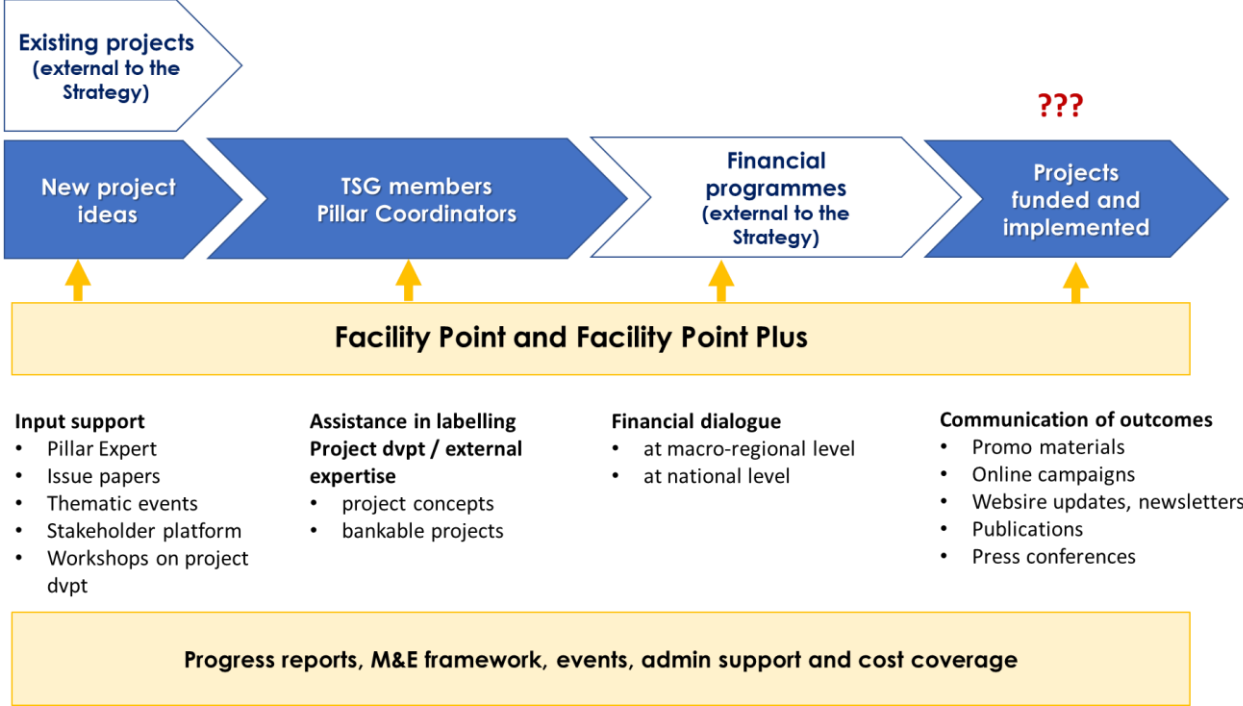 Existing projects
(external to the
Strategy)
???
New project
ideas
TSG members
Pillar Coordinators
Financial
programmes
(external to the
Strategy)
Projects
funded and
implemented
Facility Point and Facility Point Plus
Input support
• Pillar Expert
• Issue papers
• Thematic events
• Stakeholder platform
• Workshops on project
dvpt
Assistance in labelling
Project dvpt / external
expertise
• project concepts
• bankable projects
Financial dialogue
• at macro-regional level
• at national level
Communication of outcomes
• Promo materials
• Online campaigns
• Websire updates, newsletters
• Publications
• Press conferences
Progress reports, M&E framework, events, admin support and cost coverage